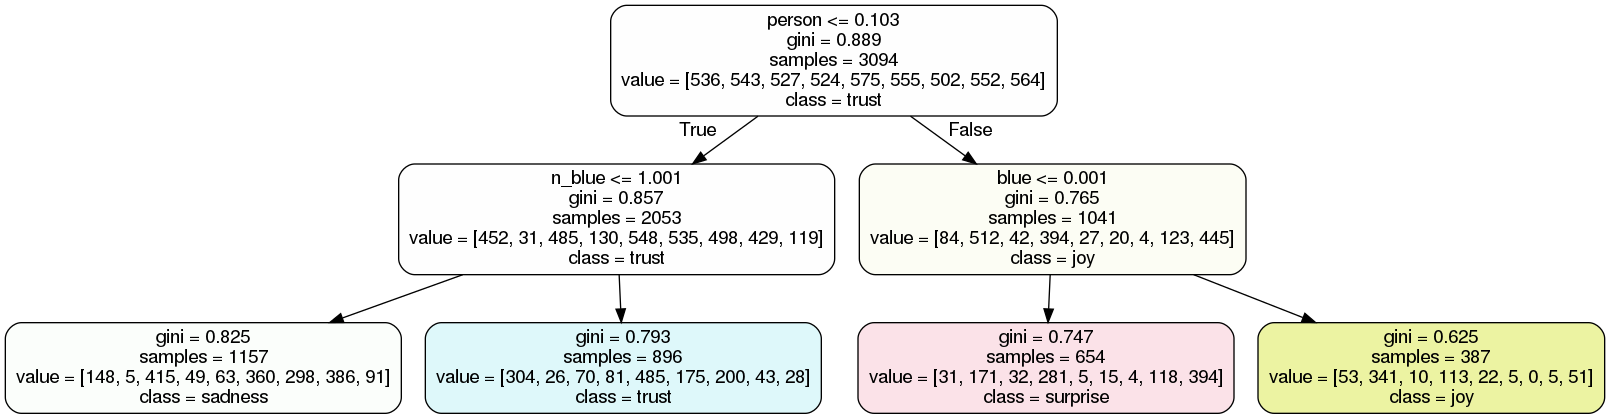 person <= 0.103
gini = 0.889
samples = 3094
value = [536, 543, 527, 524, 575, 555, 502, 552, 564]
class = trust
True
False
n_blue <= 1.001
gini = 0.857
samples = 2053
value = [452, 31, 485, 130, 548, 535, 498, 429, 119]
class = trust
blue <= 0.001
gini = 0.765
samples = 1041
value = [84, 512, 42, 394, 27, 20, 4, 123, 445]
class = joy
gini = 0.825
samples = 1157
value = [148, 5, 415, 49, 63, 360, 298, 386, 91]
class = sadness
gini = 0.793
samples = 896
value = [304, 26, 70, 81, 485, 175, 200, 43, 28]
class = trust
gini = 0.747
samples = 654
value = [31, 171, 32, 281, 5, 15, 4, 118, 394]
class = surprise
gini = 0.625
samples = 387
value = [53, 341, 10, 113, 22, 5, 0, 5, 51]
class = joy